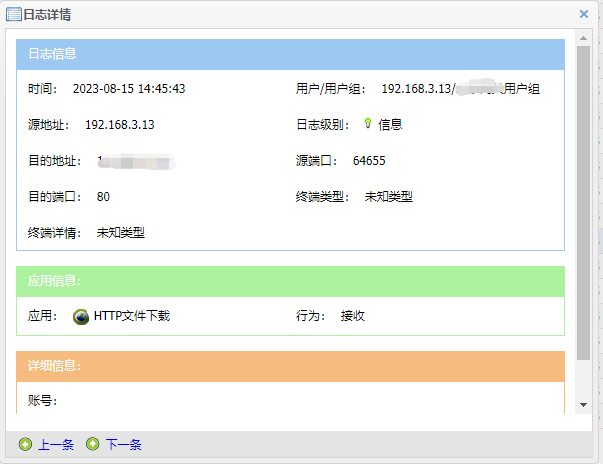 日志详情
日志信息
时间： 2023-08-15 14:45:43 用户/用户组： 192.168.3.13/ 用户组
源地址： 192.168.3.13 日志级别： 信息
目的地址： 源端口： 64655
目的端口： 80 终端类型： 未知类型
终端详情： 未知类型
应用信息：
应用： HTTP文件下载 行为： 接收
详细信息：
账号：
上一条 下一条